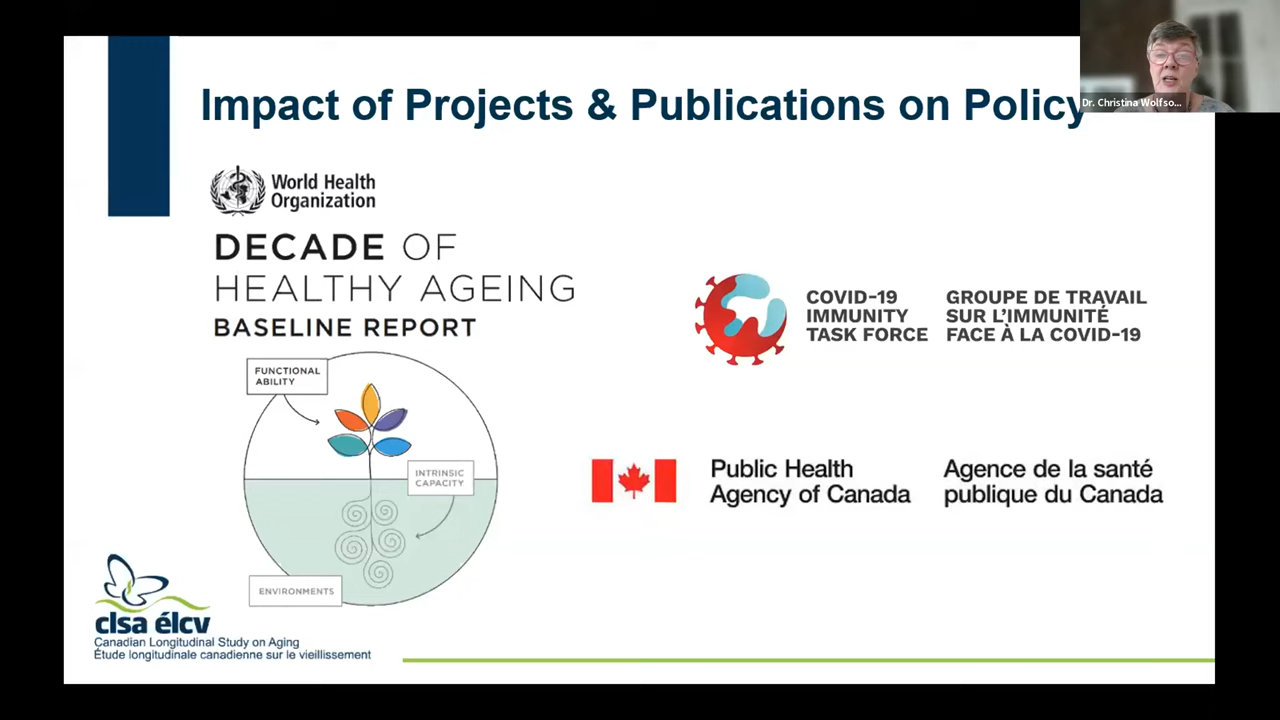 Impact of Projects & Publications on Policy
Dr. Christina Wolfso...
World Health
Organization
DECADE OF
HEALTHY AGEING
BASELINE REPORT
FUNCTIONAL
ABILITY
INTRINSIC
CAPACITY
ENVIRONMENTS
COVID-19
IMMUNITY
TASK FORCE
GROUPE DE TRAVAIL
SUR L'IMMUNITÉ
FACE À LA COVID-19
Public Health
Agency of Canada
Agence de la santé
publique du Canada
clsa élcv
Canadian Longitudinal Study on Aging
Étude longitudinale canadienne sur le vieillissement